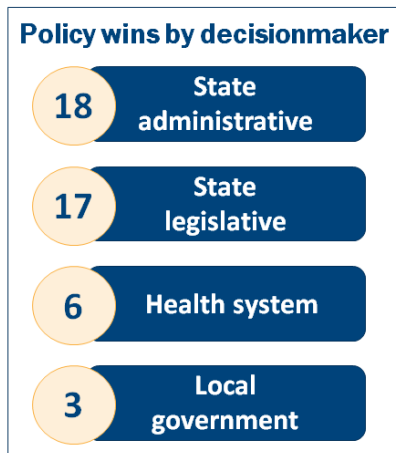 Policy wins by decisionmaker
18
State
administrative
17
State
legislative
6
Health system
3
Local
government